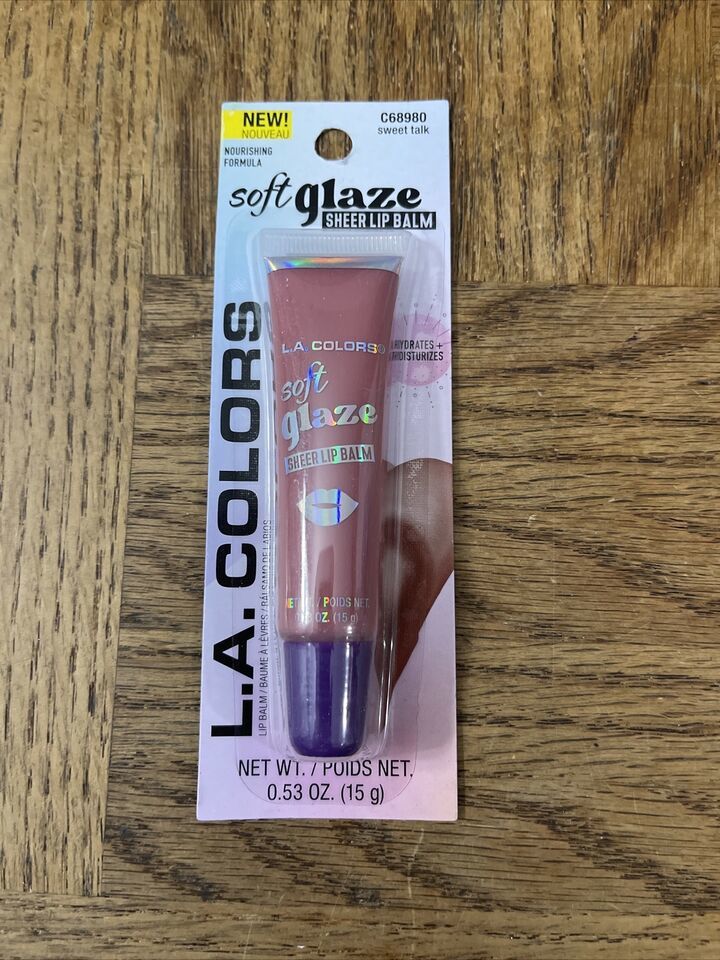 NEW!
NOUVEAU
C68980
sweet talk
NOURISHING
FORMULA
soft glaze
SHEER LIP BALM
L.A. COLORS
LIP BALM / BAUME À LÈVRES / BÁLSAMO DE LABIOS
HYDRATES +
MOISTURIZES
L.A. COLORS®
soft
glaze
SHEER LIP BALM
/ POIDS NET.
OZ. (15 g)
NET WT. / POIDS NET.
0.53 OZ. (15 g)